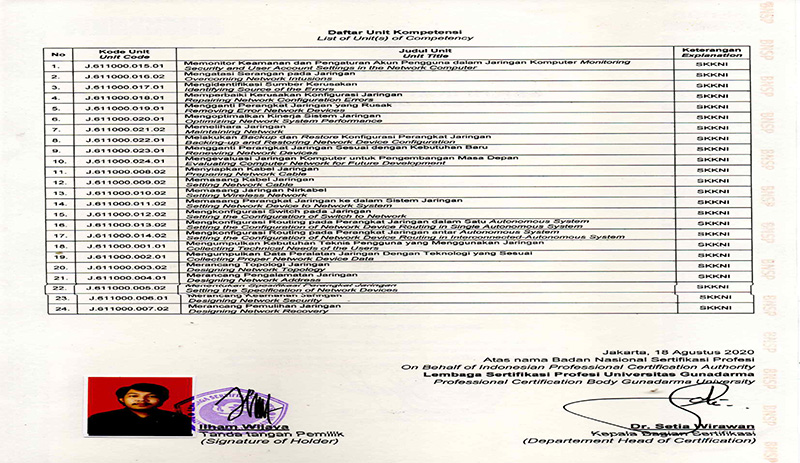 Daftar Unit Kompetensi
List of Unit(s) of Competency
No Kode Unit Unit Code Judul Unit Unit Title Keterangan Explanation
1. J.611000.015.01 Memonitor Keamanan dan Pengaturan Akun Pengguna dalam Jaringan Komputer Monitoring SKKNI
Security and User Account Settings in the Network Computer
2. J.611000.016.02 Mengatasi Serangan pada Jaringan SKKNI
Overcoming Network Intusions
3. J.611000.017.01 Mengidentifikasi Sumber Kerusakan SKKNI
Identifying Source of the Errors
4. J.611000.018.01 Memperbaiki Kerusakan Konfigurasi Jaringan SKKNI
Repairing Network Configuration Errors
5. J.611000.019.01 Mengganti Perangkat Jaringan yang Rusak SKKNI
Removing Error Network Devices
6. J.611000.020.01 Mengoptimalkan Kinerja Sistem Jaringan SKKNI
Optimizing Network System Performance
7. J.611000.021.02 Memelihara Jaringan SKKNI
Maintaining Network
8. J.611000.022.01 Melakukan Backup dan Restore Konfigurasi Perangkat Jaringan SKKNI
Backing-up and Restoring Network Device Configuration
9. J.611000.023.01 Mengganti Perangkat Jaringan Sesuai dengan Kebutuhan Baru SKKNI
Renewing Network Devices
10. J.611000.024.01 Mengevaluasi Jaringan Komputer untuk Pengembangan Masa Depan SKKNI
Evaluating Computer Network for Future Development
11. J.611000.008.02 Menyiapkan Kabel Jaringan SKKNI
Preparing Network Cable
12. J.611000.009.02 Memasang Kabel Jaringan SKKNI
Setting Network Cable
13. J.611000.010.02 Memasang Jaringan Nirkabel SKKNI
Setting Wireless Network
14. J.611000.011.02 Memasang Perangkat Jaringan ke dalam Sistem Jaringan SKKNI
Setting Network Device to Network System
15. J.611000.012.02 Mengkonfigurasi Switch pada Jaringan SKKNI
Setting the Configuration of Switch to Network
16. J.611000.013.02 Mengkonfigurasi Routing pada Perangkat Jaringan dalam Satu Autonomous System SKKNI
Setting the Configuration of Network Device Routing in Single Autonomous System
17. J.611000.014.02 Mengkonfigurasi Routing pada Perangkat Jaringan antar Autonomous System SKKNI
Setting the Configuration of Network Device Routing in Interconnected-Autonomous System
18. J.611000.001.01 Mengumpulkan Kebutuhan Teknis Pengguna yang Menggunakan Jaringan SKKNI
Collecting Technical Needs of the Users
19. J.611000.002.01 Mengumpulkan Data Peralatan Jaringan Dengan Teknologi yang Sesuai SKKNI
Collecting Proper Network Device Data
20. J.611000.003.02 Merancang Topologi Jaringan SKKNI
Designing Network Topology
21. J.611000.004.01 Merancang Pengalamatan Jaringan SKKNI
Designing Network Address
22. J.611000.005.02 Menentukan Spesifikasi Perangkat Jaringan SKKNI
Setting the Specification of Network Devices
23. J.611000.006.01 Merancang Keamanan Jaringan SKKNI
Designing Network Security
24. J.611000.007.02 Merancang Pemulihan Jaringan SKKNI
Designing Network Recovery
Jakarta, 18 Agustus 2020
Atas nama Badan Nasional Sertifikasi Profesi
On Behalf of Indonesian Professional Certification Authority
Lembaga Sertifikasi Profesi Universitas Gunadarma
Professional Certification Body Gunadarma University
Ilham Wijaya
Tanda tangan Pemilik
(Signature of Holder)
Dr. Setia Wirawan
Kepala Bagian Sertifikasi
(Departement Head of Certification)
BNSP BNSP BNSP BNSP BNSP BNSP BNSP BNSP